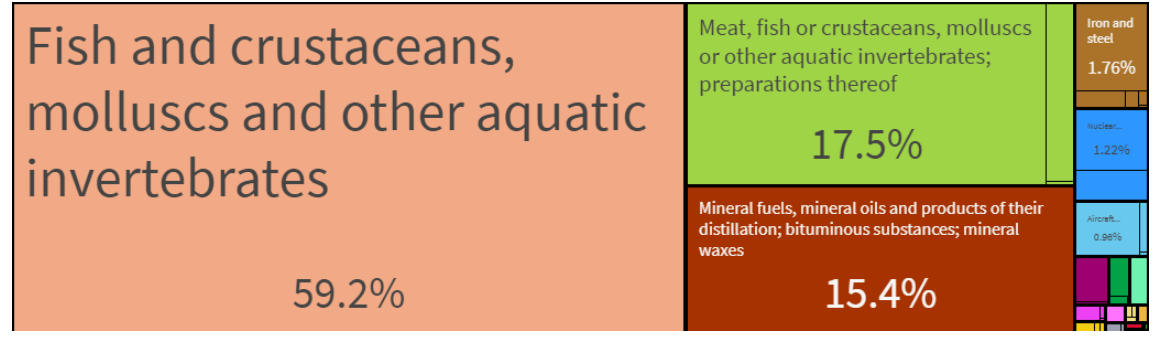 Fish and crustaceans,
molluscs and other aquatic
invertebrates
59.2%
Meat, fish or crustaceans, molluscs
or other aquatic invertebrates;
preparations thereof
17.5%
Mineral fuels, mineral oils and products of their
distillation; bituminous substances; mineral
waxes
15.4%
Iron and
steel
1.76%
Nuclear...
1.22%
Aircraft...
0.96%